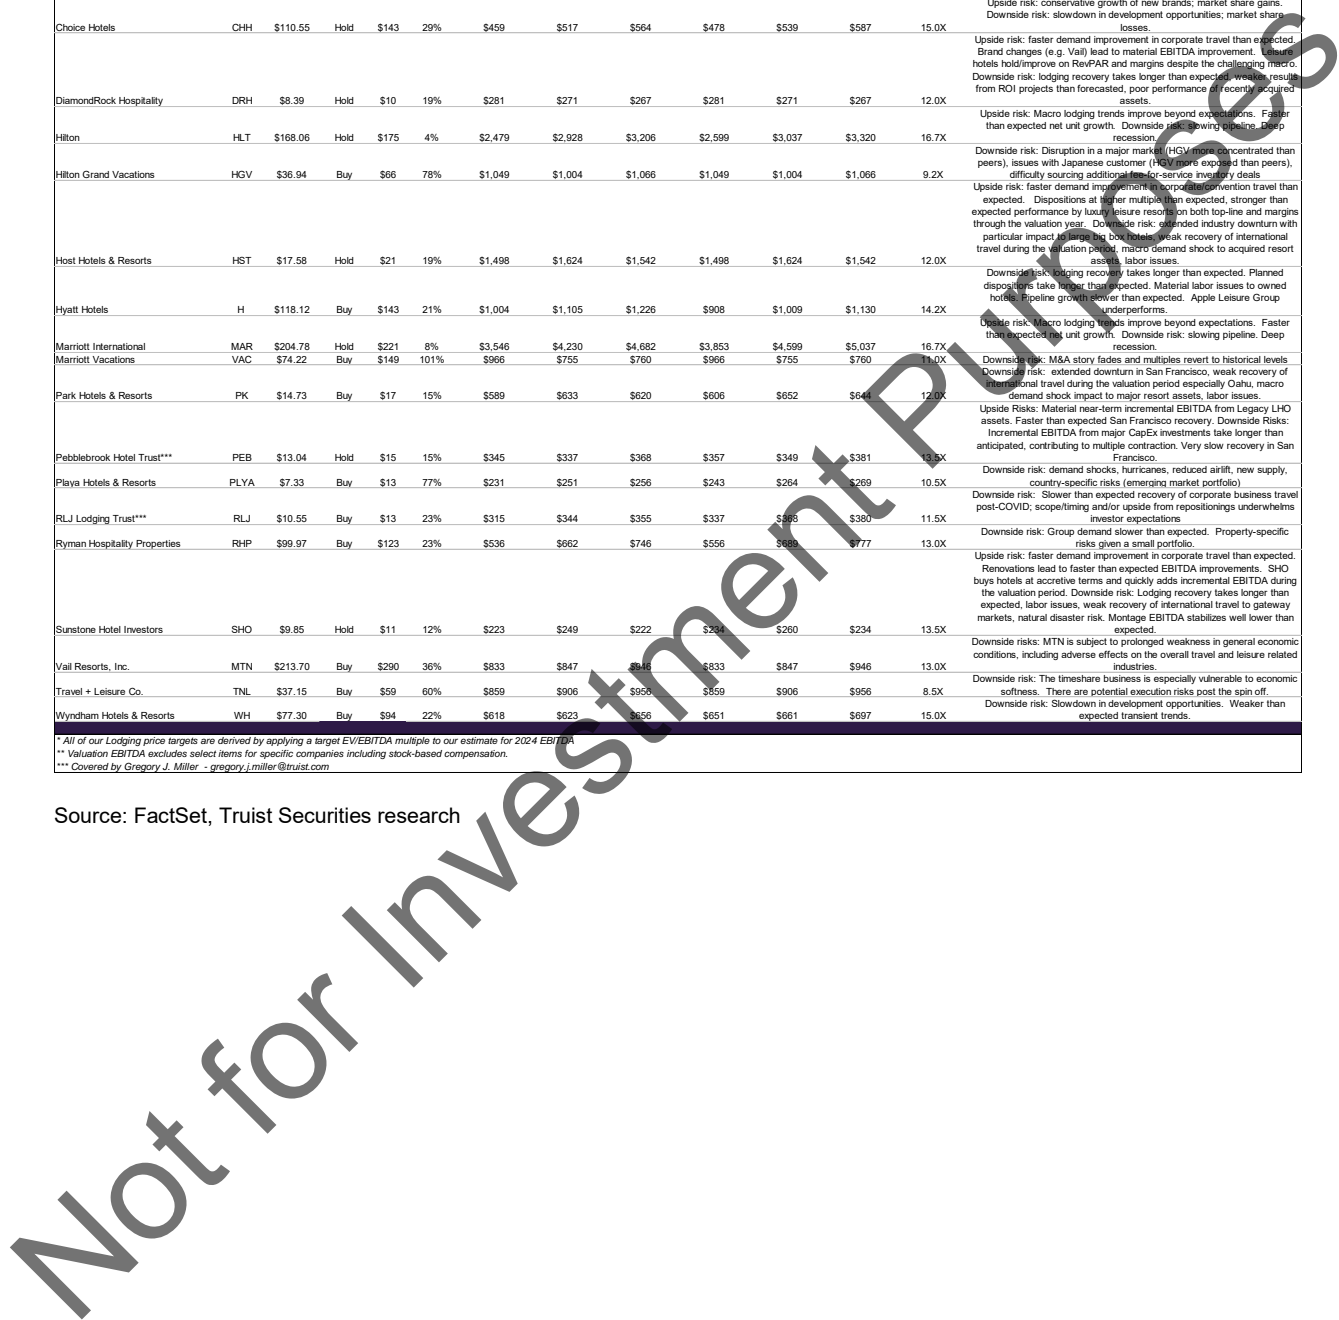 Upside risk: conservative growth of new brands; market share gains.
Downside risk: slowdown in development opportunities; market share
Choice Hotels CHH $110.55 Hold $143 29% $459 $517 $564 $478 $539 $587 15.0X losses.
Upside risk: faster demand improvement in corporate travel than expected.
Brand changes (e.g. Vail) lead to material EBITDA improvement. Leisure
hotels hold/improve on RevPAR and margins despite the challenging macro.
Downside risk: lodging recovery takes longer than expected, weaker results
from ROI projects than forecasted, poor performance of recently acquired
DiamondRock Hospitality DRH $8.39 Hold $10 19% $281 $271 $267 $281 $271 $267 12.0X assets.
Upside risk: Macro lodging trends improve beyond expectations. Faster
than expected net unit growth. Downside risk: slowing pipeline. Deep
Hilton HLT $168.06 Hold $175 4% $2,479 $2,928 $3,206 $2,599 $3,037 $3,320 16.7X recession.
Downside risk: Disruption in a major market (HGV more concentrated than
peers), issues with Japanese customer (HGV more exposed than peers),
Hilton Grand Vacations HGV $36.94 Buy $66 78% $1,049 $1,004 $1,066 $1,049 $1,004 $1,066 9.2X difficulty sourcing additional fee-for-service inventory deals
Upside risk: faster demand improvement in corporate/convention travel than
expected. Dispositions at higher multiple than expected, stronger than
expected performance by luxury leisure resorts on both top-line and margins
through the valuation year. Downside risk: extended industry downturn with
particular impact to large big box hotels, weak recovery of international
travel during the valuation period, macro demand shock to acquired resort
Host Hotels & Resorts HST $17.58 Hold $21 19% $1,498 $1,624 $1,542 $1,498 $1,624 $1,542 12.0X assets, labor issues.
Downside risk: lodging recovery takes longer than expected. Planned
dispositions take longer than expected. Material labor issues to owned
hotels. Pipeline growth slower than expected. Apple Leisure Group
Hyatt Hotels H $118.12 Buy $143 21% $1,004 $1,105 $1,226 $908 $1,009 $1,130 14.2X underperforms.
Upside risk: Macro lodging trends improve beyond expectations. Faster
than expected net unit growth. Downside risk: slowing pipeline. Deep
Marriott International MAR $204.78 Hold $221 8% $3,546 $4,230 $4,682 $3,853 $4,599 $5,037 16.7X recession.
Marriott Vacations VAC $74.22 Buy $149 101% $966 $755 $760 $966 $755 $760 11.0X Downside risk: M&A story fades and multiples revert to historical levels
Downside risk: extended downturn in San Francisco, weak recovery of
international travel during the valuation period especially Oahu, macro
Park Hotels & Resorts PK $14.73 Buy $17 15% $589 $633 $620 $606 $652 $644 12.0X demand shock impact to major resort assets, labor issues.
Upside Risks: Material near-term incremental EBITDA from Legacy LHO
assets. Faster than expected San Francisco recovery. Downside Risks:
Incremental EBITDA from major CapEx investments take longer than
anticipated, contributing to multiple contraction. Very slow recovery in San
Pebblebrook Hotel Trust*** PEB $13.04 Hold $15 15% $345 $337 $368 $357 $349 $381 13.5X Francisco.
Downside risk: demand shocks, hurricanes, reduced airlift, new supply,
Playa Hotels & Resorts PLYA $7.33 Buy $13 77% $231 $251 $256 $243 $264 $269 10.5X country-specific risks (emerging market portfolio)
Downside risk: Slower than expected recovery of corporate business travel
post-COVID; scope/timing and/or upside from repositionings underwhelms
RLJ Lodging Trust*** RLJ $10.55 Buy $13 23% $315 $344 $355 $337 $368 $380 11.5X investor expectations
Downside risk: Group demand slower than expected. Property-specific
Ryman Hospitality Properties RHP $99.97 Buy $123 23% $536 $662 $746 $556 $689 $777 13.0X risks given a small portfolio.
Upside risk: faster demand improvement in corporate travel than expected.
Renovations lead to faster than expected EBITDA improvements. SHO
buys hotels at accretive terms and quickly adds incremental EBITDA during
the valuation period. Downside risk: Lodging recovery takes longer than
expected, labor issues, weak recovery of international travel to gateway
markets, natural disaster risk. Montage EBITDA stabilizes well lower than
Sunstone Hotel Investors SHO $9.85 Hold $11 12% $223 $249 $222 $234 $260 $234 13.5X expected.
Downside risks: MTN is subject to prolonged weakness in general economic
conditions, including adverse effects on the overall travel and leisure related
Vail Resorts, Inc. MTN $213.70 Buy $290 36% $833 $847 $946 $833 $847 $946 13.0X industries.
Downside risk: The timeshare business is especially vulnerable to economic
Travel + Leisure Co. TNL $37.15 Buy $59 60% $859 $906 $956 $859 $906 $956 8.5X softness. There are potential execution risks post the spin off.
Downside risk: Slowdown in development opportunities. Weaker than
Wyndham Hotels & Resorts WH $77.30 Buy $94 22% $618 $623 $656 $651 $661 $697 15.0X expected transient trends.
* All of our Lodging price targets are derived by applying a target EV/EBITDA multiple to our estimate for 2024 EBITDA
** Valuation EBITDA excludes select items for specific companies including stock-based compensation.
*** Covered by Gregory J. Miller - gregory.j.miller@truist.com
Source: FactSet, Truist Securities research
Not for Investment Purposes